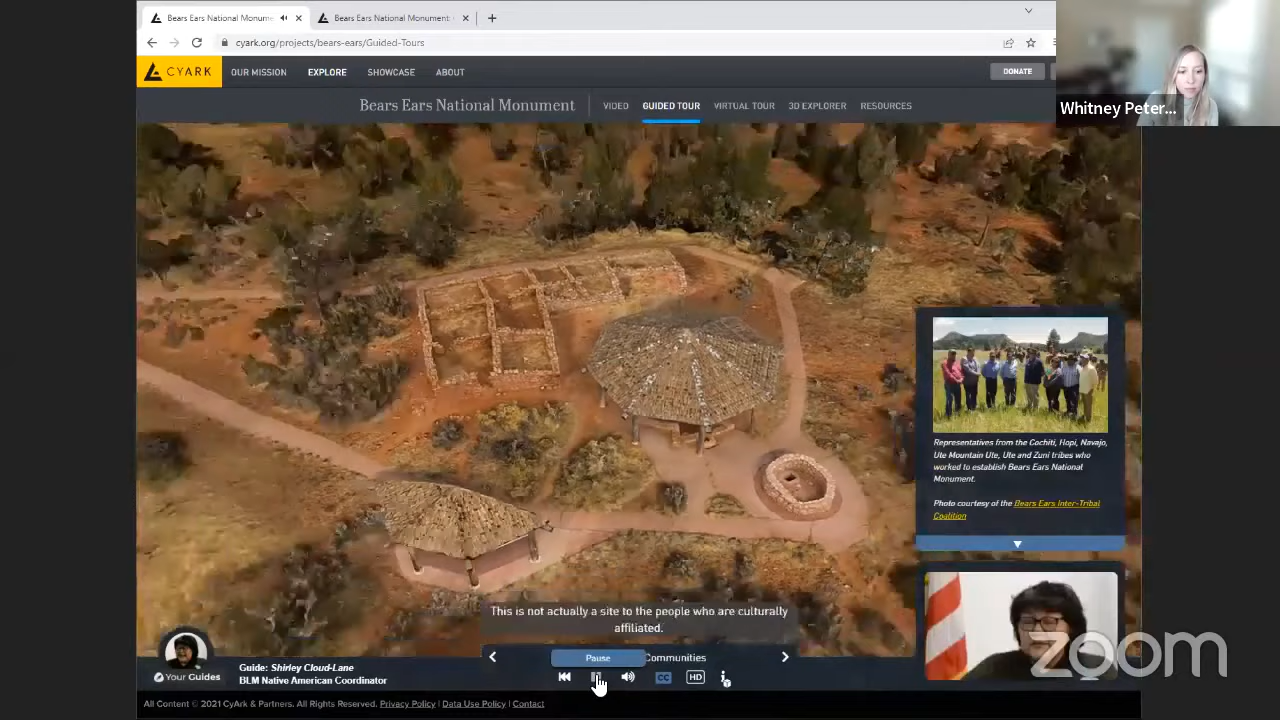 Bears Ears National Monume
Bears Ears National Monument:
cyark.org/projects/bears-ears/Guided-Tours
CYARK
OUR MISSION
EXPLORE
SHOWCASE
ABOUT
DONATE
Whitney Peter...
Bears Ears National Monument
VIDEO
GUIDED TOUR
VIRTUAL TOUR
3D EXPLORER
RESOURCES
Representatives from the Cochiti, Hopi, Navajo,
Ute Mountain Ute, Ute and Zuni tribes who
worked to establish Bears Ears National
Monument.
Photo courtesy of the Bears Ears Inter-Tribal
Coalition
This is not actually a site to the people who are culturally
affiliated.
Pause
Communities
CC
HD
Your Guides
Guide: Shirley Cloud-Lane
BLM Native American Coordinator
zoom
All Content © 2021 CyArk & Partners. All Rights Reserved. Privacy Policy | Data Use Policy | Contact